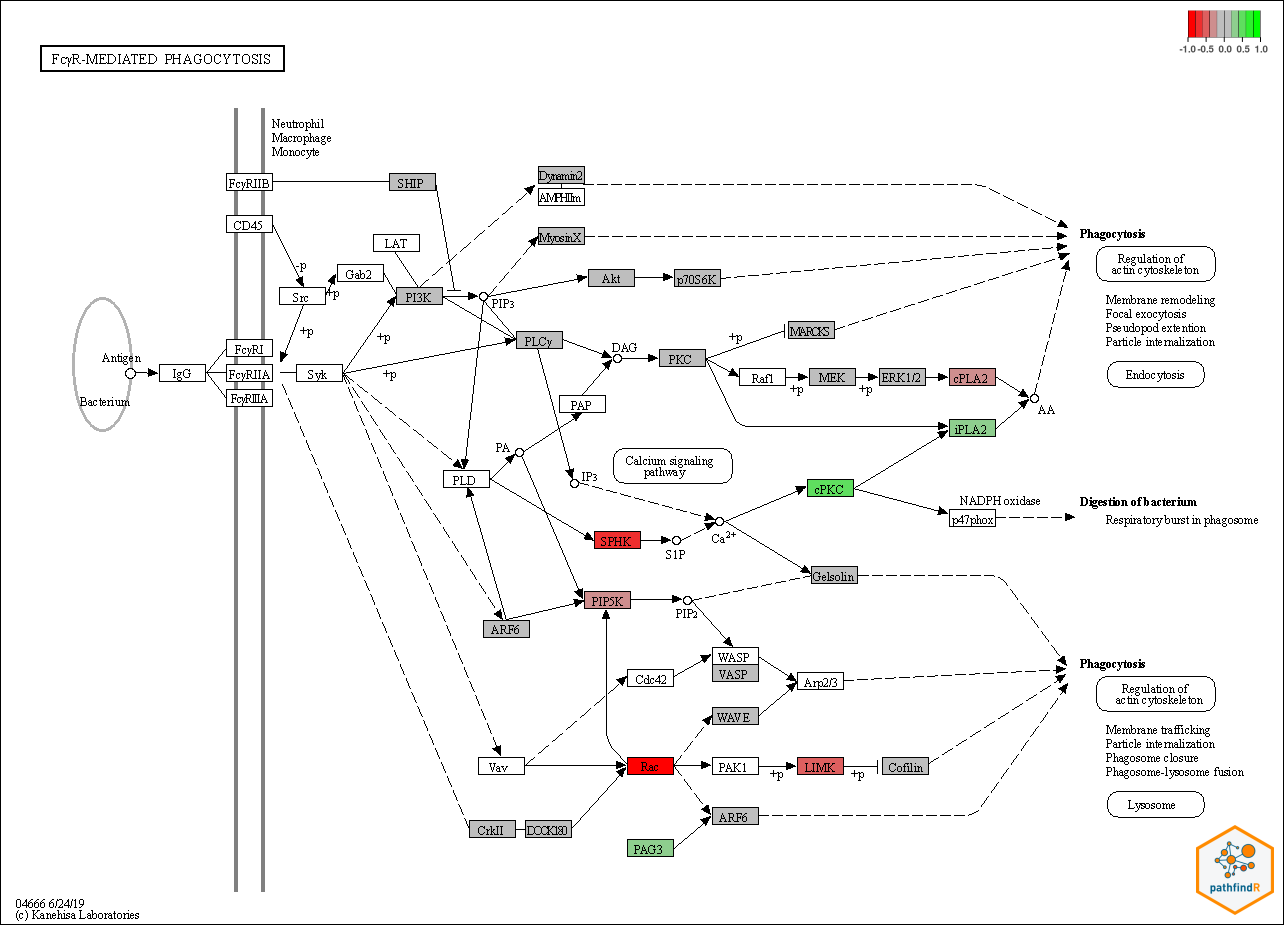 FcγR-MEDIATED PHAGOCYTOSIS
-1.0 -0.5 0.0 0.5 1.0
Neutrophil
Macrophage
Monocyte
FcγRIIB
SHIP
Dynamin2
AMPHIIm
CD45
LAT
MyosinX
Phagocytosis
-p
Gab2
Akt
p70S6K
Regulation of
actin cytoskeleton
Src
+p
PI3K
PIP3
Membrane remodeling
Focal exocytosis
Pseudopod extention
Particle internalization
+p
+p
PLCγ
DAG
+p
MARCKS
FcγRI
Antigen
IgG
FcγRIIA
Syk
+p
PKC
Raf1
+p
MEK
+p
ERK1/2
cPLA2
Endocytosis
FcγRIIIA
Bacterium
PAP
AA
iPLA2
PA
Calcium signaling
pathway
PLD
IP3
cPKC
NADPH oxidase
p47phox
Digestion of bacterium
Respiratory burst in phagosome
SPHK
S1P
Ca2+
Gelsolin
PIP5K
PIP2
ARF6
WASP
VASP
Phagocytosis
Cdc42
Arp2/3
Regulation of
actin cytoskeleton
WAVE
Membrane trafficking
Particle internalization
Phagosome closure
Phagosome-lysosome fusion
Vav
Rac
PAK1
+p
LIMK
+p
Cofilin
Lysosome
CrkII
DOCK180
ARF6
PAG3
pathfindR
04666 6/24/19
(c) Kanehisa Laboratories